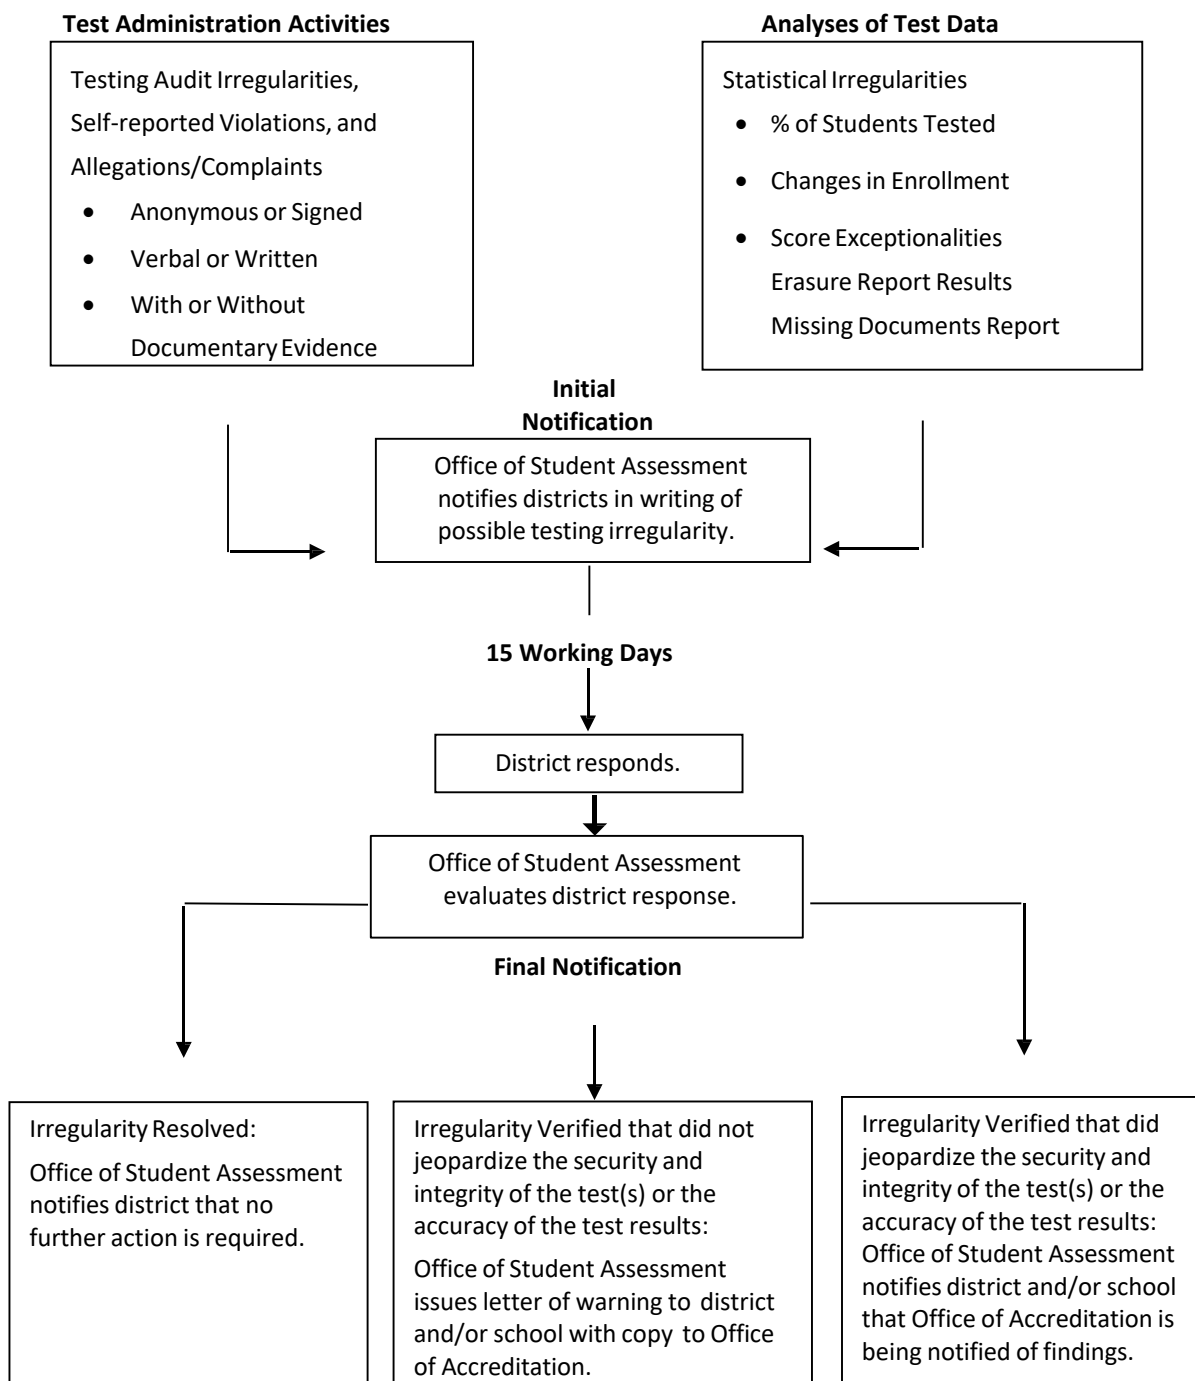 Test Administration Activities
Testing Audit Irregularities,
Self-reported Violations, and
Allegations/Complaints
• Anonymous or Signed
• Verbal or Written
• With or Without
Documentary Evidence
Analyses of Test Data
Statistical Irregularities
• % of Students Tested
• Changes in Enrollment
• Score Exceptionalities
Erasure Report Results
Missing Documents Report
Initial
Notification
Office of Student Assessment
notifies districts in writing of
possible testing irregularity.
15 Working Days
District responds.
Office of Student Assessment
evaluates district response.
Final Notification
Irregularity Resolved:
Office of Student Assessment
notifies district that no
further action is required.
Irregularity Verified that did not
jeopardize the security and
integrity of the test(s) or the
accuracy of the test results:
Office of Student Assessment
issues letter of warning to district
and/or school with copy to Office
of Accreditation.
Irregularity Verified that did
jeopardize the security and
integrity of the test(s) or the
accuracy of the test results:
Office of Student Assessment
notifies district and/or school
that Office of Accreditation is
being notified of findings.